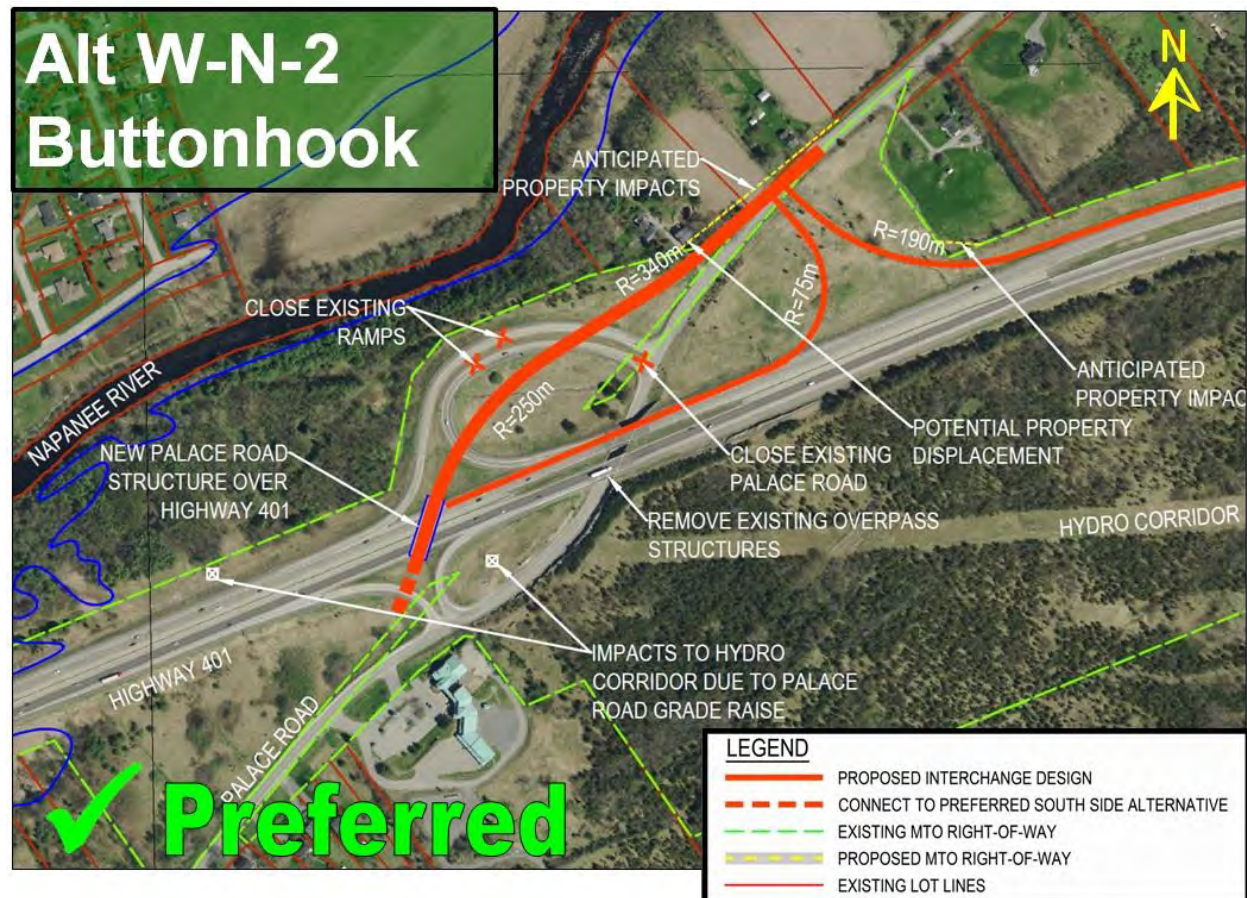 Alt W-N-2
Buttonhook
N
ANTICIPATED
PROPERTY IMPACTS
R=190m
R=340m
R=75m
CLOSE EXISTING
RAMPS
ANTICIPATED
PROPERTY IMPAC
NAPANEE RIVER
R=250m
POTENTIAL PROPERTY
DISPLACEMENT
NEW PALACE ROAD
STRUCTURE OVER
HIGHWAY 401
CLOSE EXISTING
PALACE ROAD
REMOVE EXISTING OVERPASS
STRUCTURES
HYDRO CORRIDOR
IMPACTS TO HYDRO
CORRIDOR DUE TO PALACE
ROAD GRADE RAISE
HIGHWAY 401
PALACE ROAD
✓ Preferred
LEGEND
PROPOSED INTERCHANGE DESIGN
CONNECT TO PREFERRED SOUTH SIDE ALTERNATIVE
EXISTING MTO RIGHT-OF-WAY
PROPOSED MTO RIGHT-OF-WAY
EXISTING LOT LINES